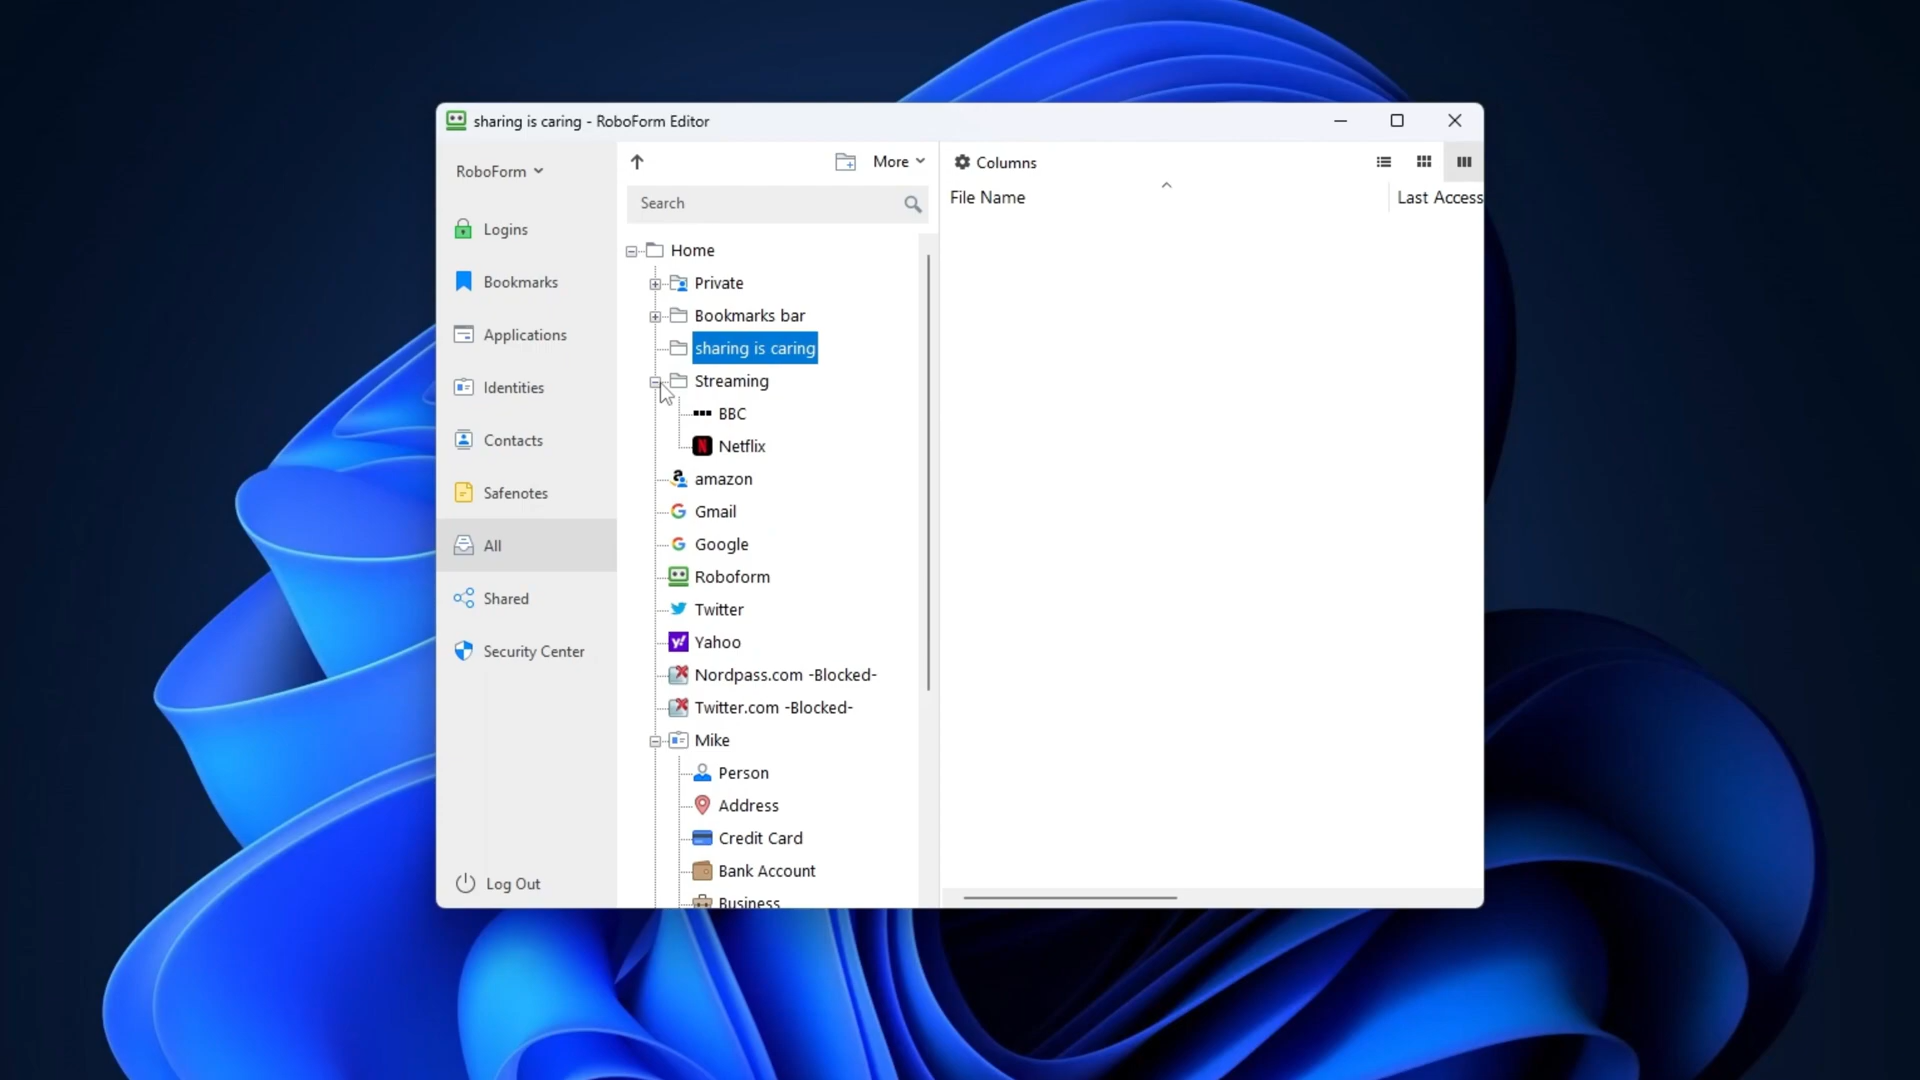 sharing is caring - RoboForm Editor
RoboForm
Logins
Bookmarks
Applications
Identities
Contacts
Safenotes
All
Shared
Security Center
Log Out
More
Search
Home
Private
Bookmarks bar
sharing is caring
Streaming
BBC
Netflix
amazon
Gmail
Google
Roboform
Twitter
Yahoo
Nordpass.com -Blocked-
Twitter.com -Blocked-
Mike
Person
Address
Credit Card
Bank Account
Business
Columns
File Name
Last Access